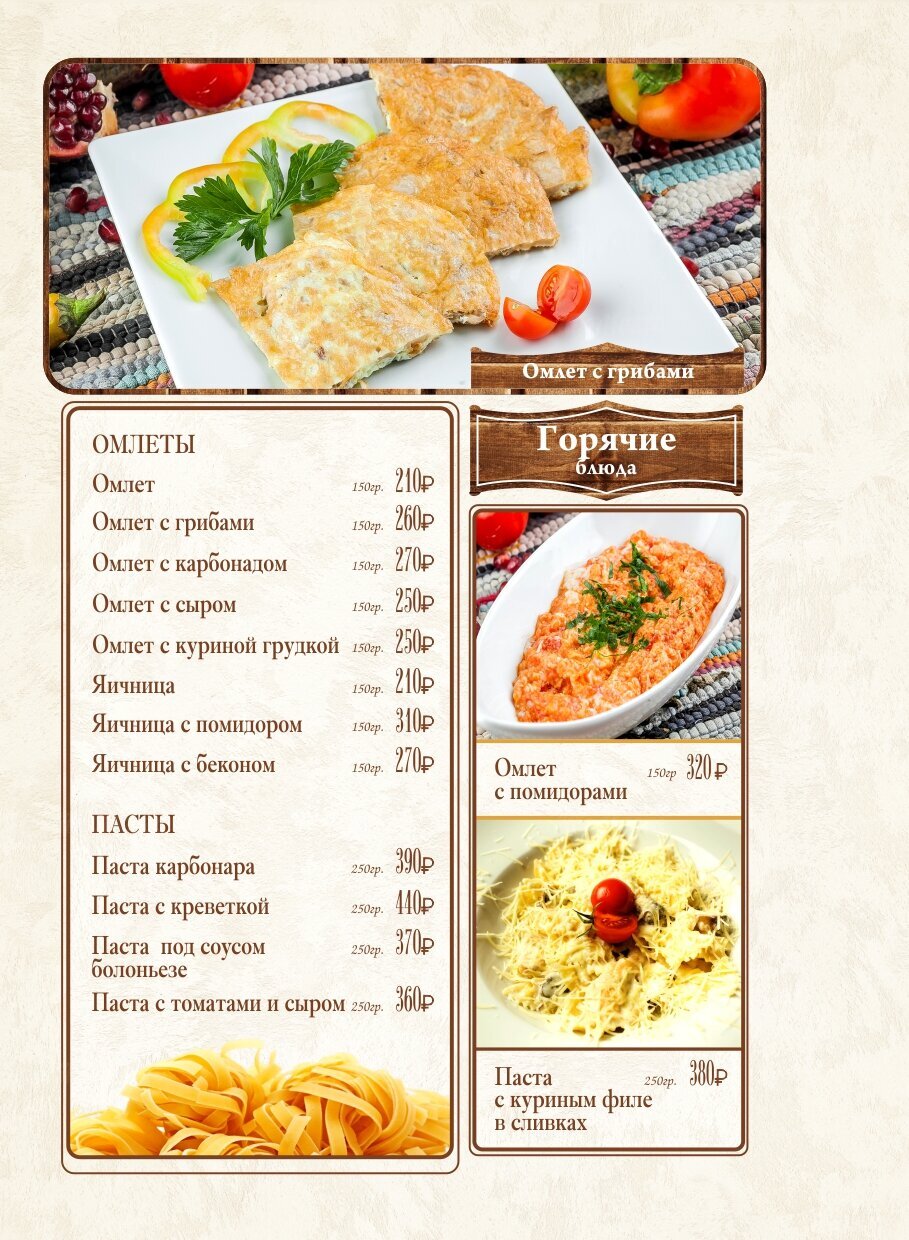 Омлет с грибами
ОМЛЕТЫ
Омлет 150гр. 210₽
Омлет с грибами 150гр. 260₽
Омлет с карбонадом 150гр. 270₽
Омлет с сыром 150гр. 250₽
Омлет с куриной грудкой 150гр. 250₽
Яичница 150гр. 210₽
Яичница с помидором 150гр. 310₽
Яичница с беконом 150гр. 270₽
ПАСТЫ
Паста карбонара 250гр. 390₽
Паста с креветкой 250гр. 440₽
Паста под соусом 250гр. 370₽
болоньезе
Паста с томатами и сыром 250гр. 360₽
Горячие
блюда
Омлет 150гр 320₽
с помидорами
Паста 250гр. 380₽
с куриным филе
в сливках